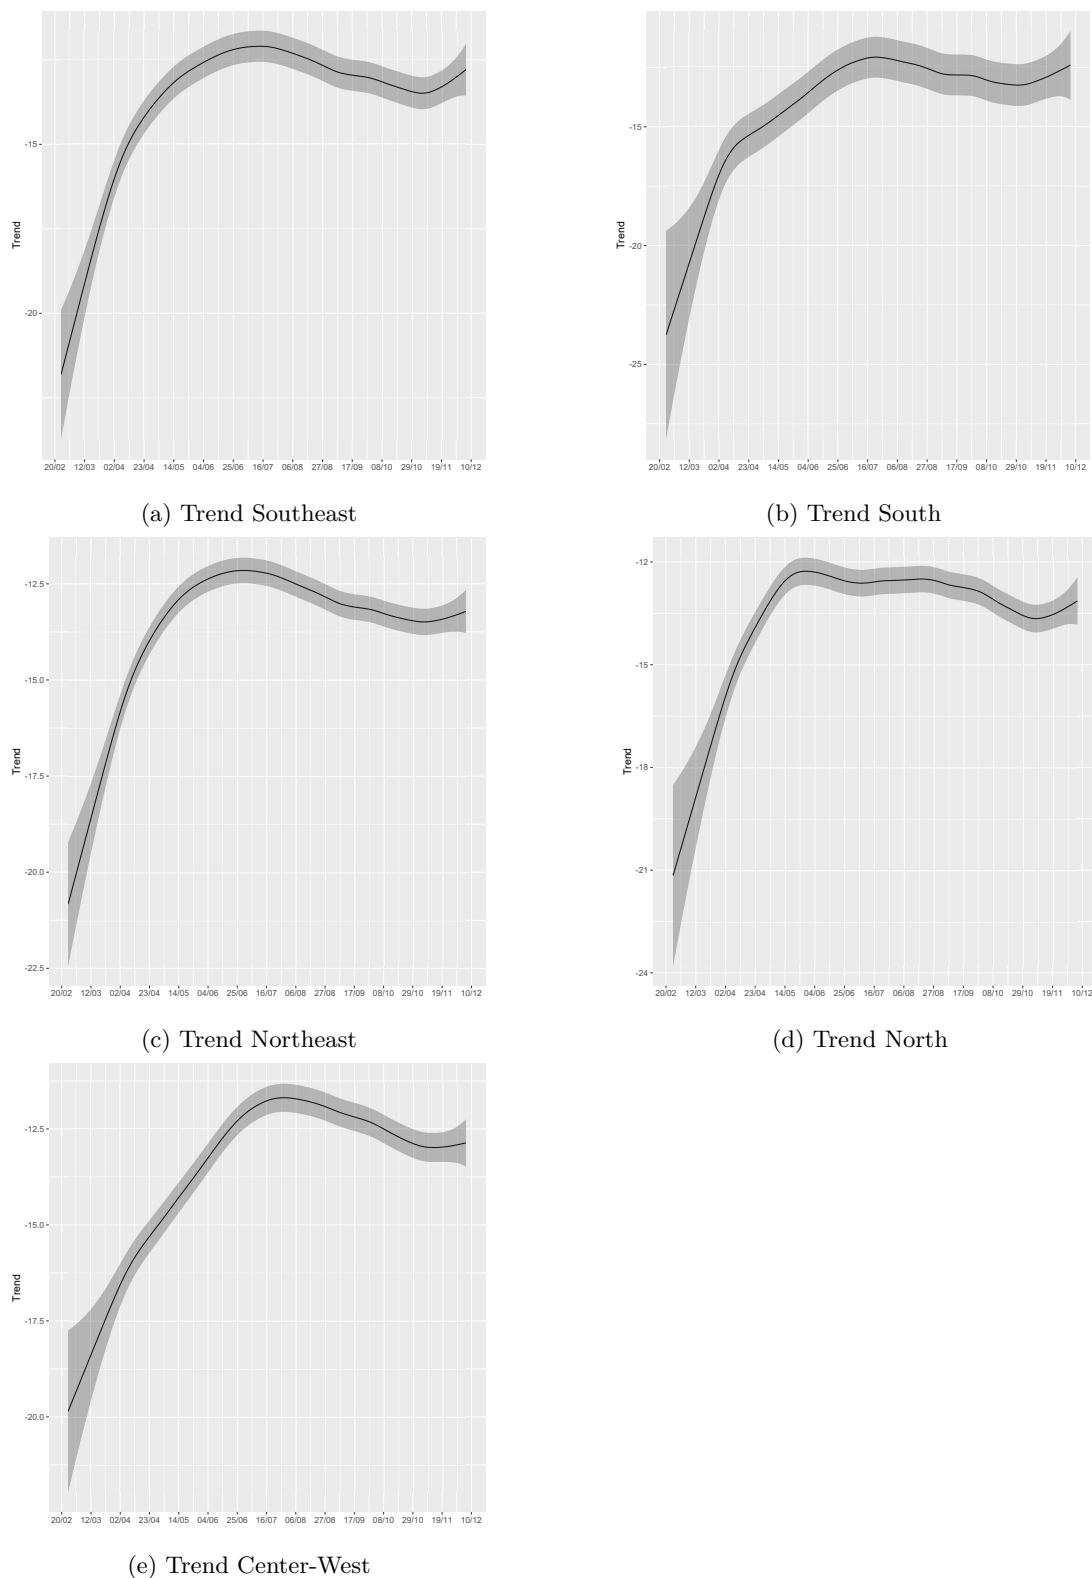 Trend
-15
-20
20/02 12/03 02/04 23/04 14/05 04/06 25/06 16/07 06/08 27/08 17/09 08/10 29/10 19/11 10/12
(a) Trend Southeast
Trend
-15
-20
-25
20/02 12/03 02/04 23/04 14/05 04/06 25/06 16/07 06/08 27/08 17/09 08/10 29/10 19/11 10/12
(b) Trend South
Trend
-12.5
-15.0
-17.5
-20.0
-22.5
20/02 12/03 02/04 23/04 14/05 04/06 25/06 16/07 06/08 27/08 17/09 08/10 29/10 19/11 10/12
(c) Trend Northeast
Trend
-12
-15
-18
-21
-24
20/02 12/03 02/04 23/04 14/05 04/06 25/06 16/07 06/08 27/08 17/09 08/10 29/10 19/11 10/12
(d) Trend North
Trend
-12.5
-15.0
-17.5
-20.0
20/02 12/03 02/04 23/04 14/05 04/06 25/06 16/07 06/08 27/08 17/09 08/10 29/10 19/11 10/12
(e) Trend Center-West